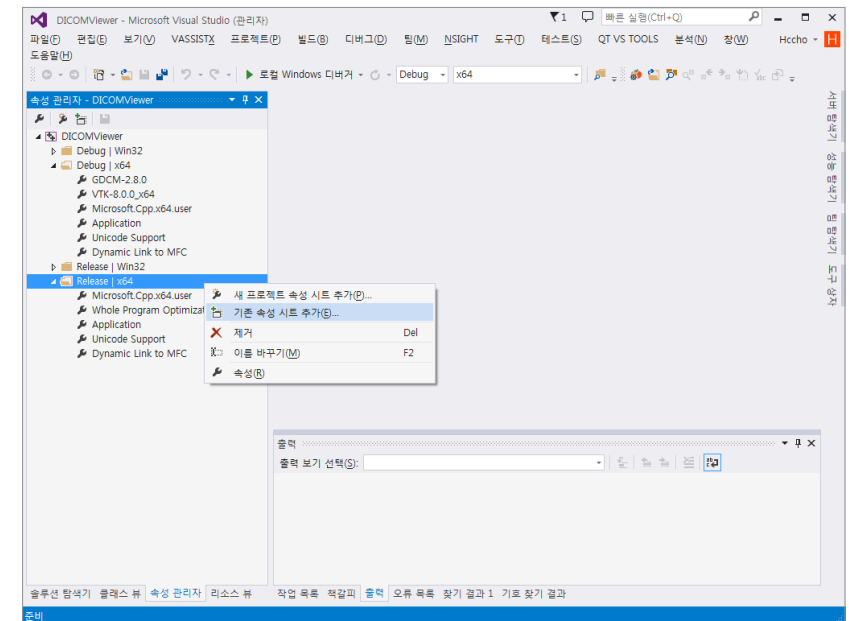 DICOMViewer - Microsoft Visual Studio (관리자)
1
빠른 실행(Ctrl+Q)
파일(F) 편집(E) 보기(V) VASSISTX 프로젝트(P) 빌드(B) 디버그(D) 팀(M) NSIGHT 도구(T) 테스트(S) QT VS TOOLS 분석(N) 창(W) Hccho H
도움말(H)
로컬 Windows 디버거 Debug x64
속성 관리자 - DICOMViewer
DICOMViewer
Debug | Win32
Debug | x64
GDCM-2.8.0
VTK-8.0.0_x64
Microsoft.Cpp.x64.user
Application
Unicode Support
Dynamic Link to MFC
Release | Win32
Release | x64
Microsoft.Cpp.x64.user
Whole Program Optimizat
Application
Unicode Support
Dynamic Link to MFC
새 프로젝트 속성 시트 추가(P)...
기존 속성 시트 추가(E)...
제거 Del
이름 바꾸기(M) F2
속성(R)
서버 탐색기
성능 탐색기
팀 탐색기
도구 상자
출력
출력 보기 선택(S):
솔루션 탐색기 클래스 뷰 속성 관리자 리소스 뷰
작업 목록 책갈피 출력 오류 목록 찾기 결과 1 기호 찾기 결과
준비